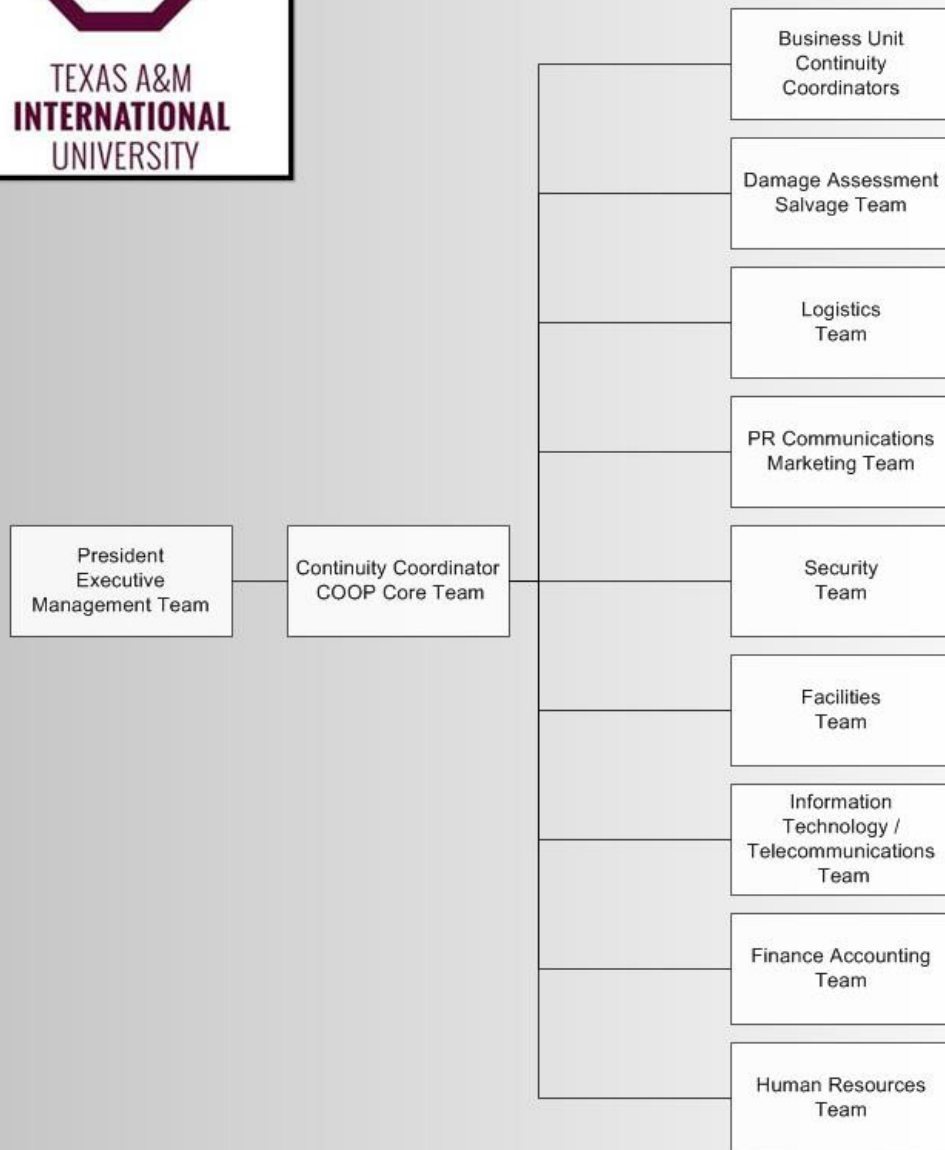 TEXAS A&M
INTERNATIONAL
UNIVERSITY
President
Executive
Management Team
Continuity Coordinator
COOP Core Team
Business Unit
Continuity
Coordinators
Damage Assessment
Salvage Team
Logistics
Team
PR Communications
Marketing Team
Security
Team
Facilities
Team
Information
Technology /
Telecommunications
Team
Finance Accounting
Team
Human Resources
Team